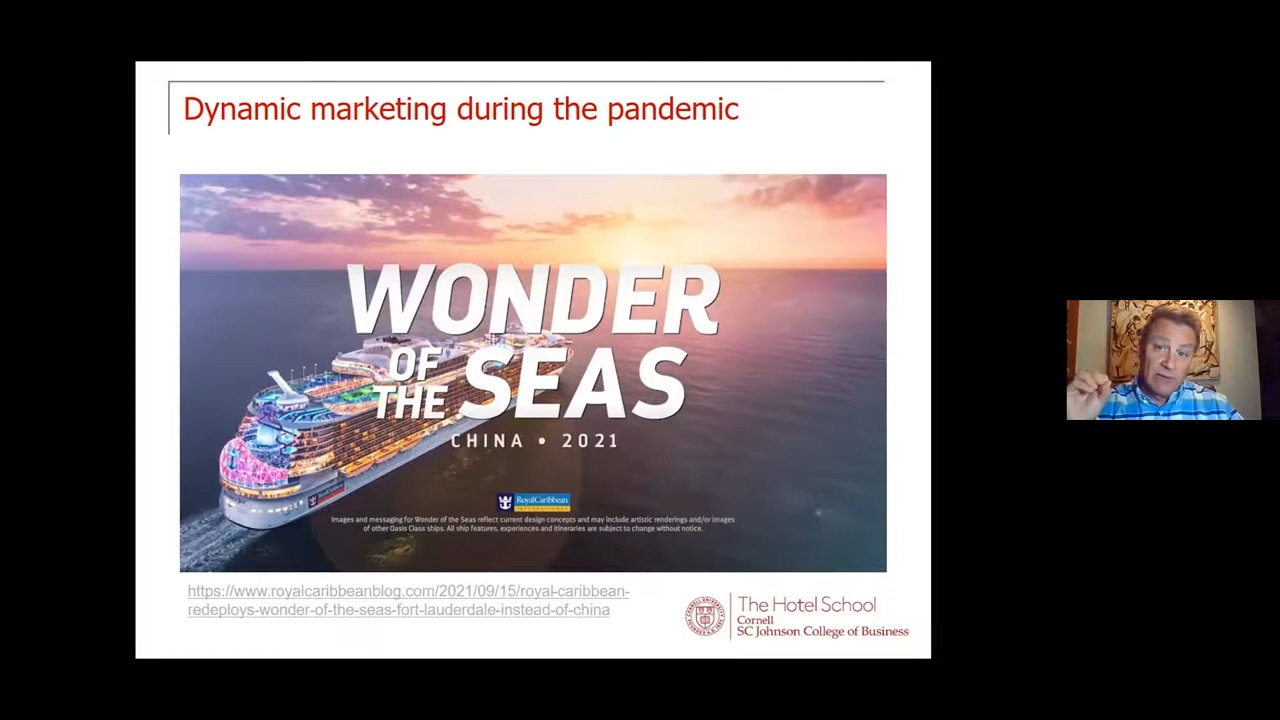 Dynamic marketing during the pandemic
WONDER
OF
THE SEAS
CHINA • 2021
RoyalCaribbean
INTERNATIONAL
Images and messaging for Wonder of the Seas reflect current design concepts and may include artistic renderings and/or images
of other Oasis Class ships. All ship features, experiences and itineraries are subject to change without notice.
https://www.royalcaribbeanblog.com/2021/09/15/royal-caribbean-
redeploys-wonder-of-the-seas-fort-lauderdale-instead-of-china
The Hotel School
Cornell
SC Johnson College of Business